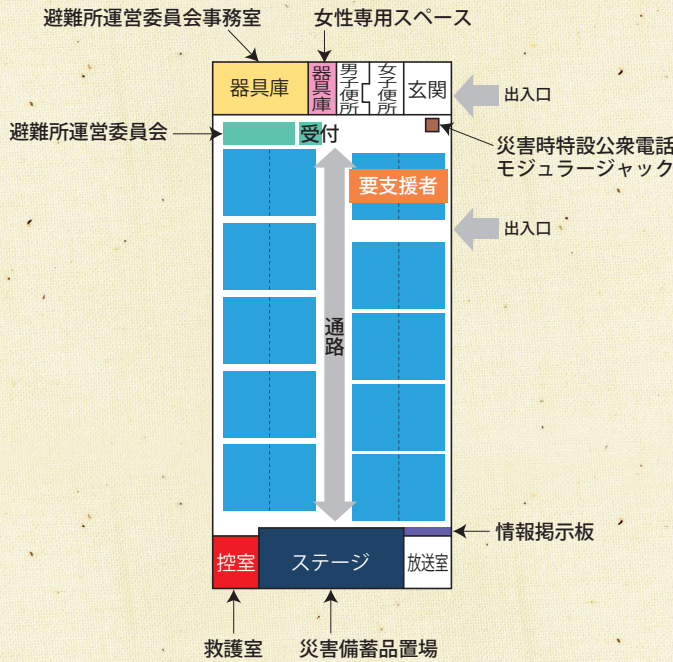 避難所運営委員会事務室
女性専用スペース
器具庫
器具庫
男子便所
女子便所
玄関
出入口
避難所運営委員会
受付
災害時特設公衆電話
モジュラージャック
要支援者
出入口
通路
情報掲示板
控室
ステージ
放送室
救護室
災害備蓄品置場